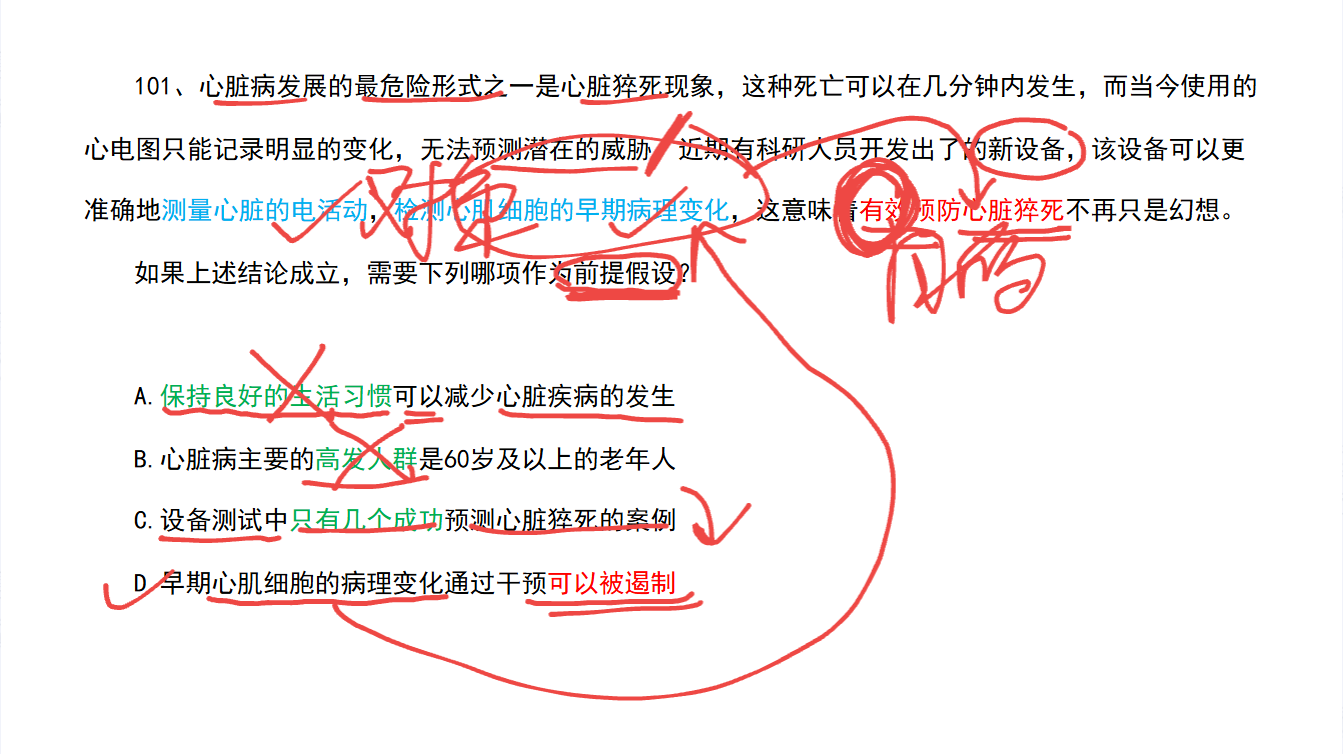 101、心脏病发展的最危险形式之一是心脏猝死现象，这种死亡可以在几分钟内发生，而当今使用的
心电图只能记录明显的变化，无法预测潜在的威胁 近期有科研人员开发出了的新设备，该设备可以更
准确地测量心脏的电活动，检测心肌细胞的早期病理变化，这意味着有效预防心脏猝死不再只是幻想。
对象
有病
如果上述结论成立，需要下列哪项作为前提假设？
A.保持良好的生活习惯可以减少心脏疾病的发生
B.心脏病主要的高发人群是60岁及以上的老年人
C.设备测试中只有几个成功预测心脏猝死的案例
D 早期心肌细胞的病理变化通过干预可以被遏制